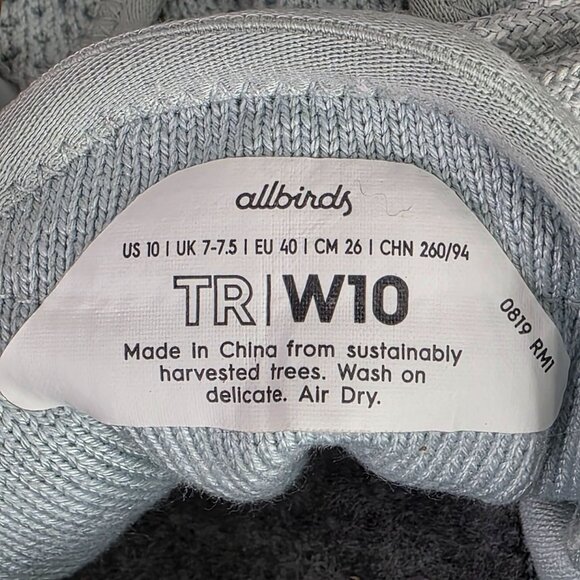 allbirds
US 10 | UK 7-7.5 | EU 40 | CM 26 | CHN 260/94
TR|W10
Made in China from sustainably
harvested trees. Wash on
delicate. Air Dry.
0819 RM1